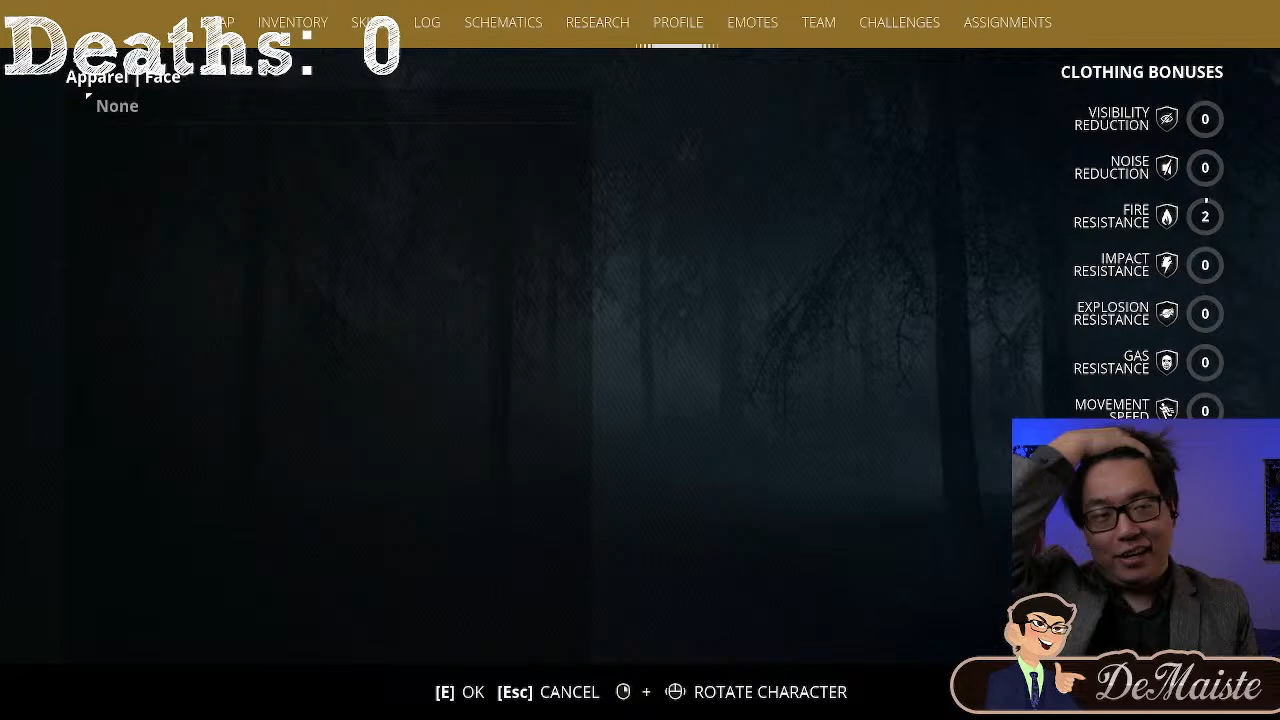 INVENTORY
LOG
SCHEMATICS
RESEARCH
PROFILE
EMOTES
TEAM
CHALLENGES
ASSIGNMENTS
Deaths: 0
Apparel | Face
None
CLOTHING BONUSES
VISIBILITY
REDUCTION
0
NOISE
REDUCTION
0
FIRE
RESISTANCE
2
IMPACT
RESISTANCE
0
EXPLOSION
RESISTANCE
0
GAS
RESISTANCE
0
MOVEMENT
SPEED
0
[E] OK [Esc] CANCEL + ROTATE CHARACTER
DeMaiste